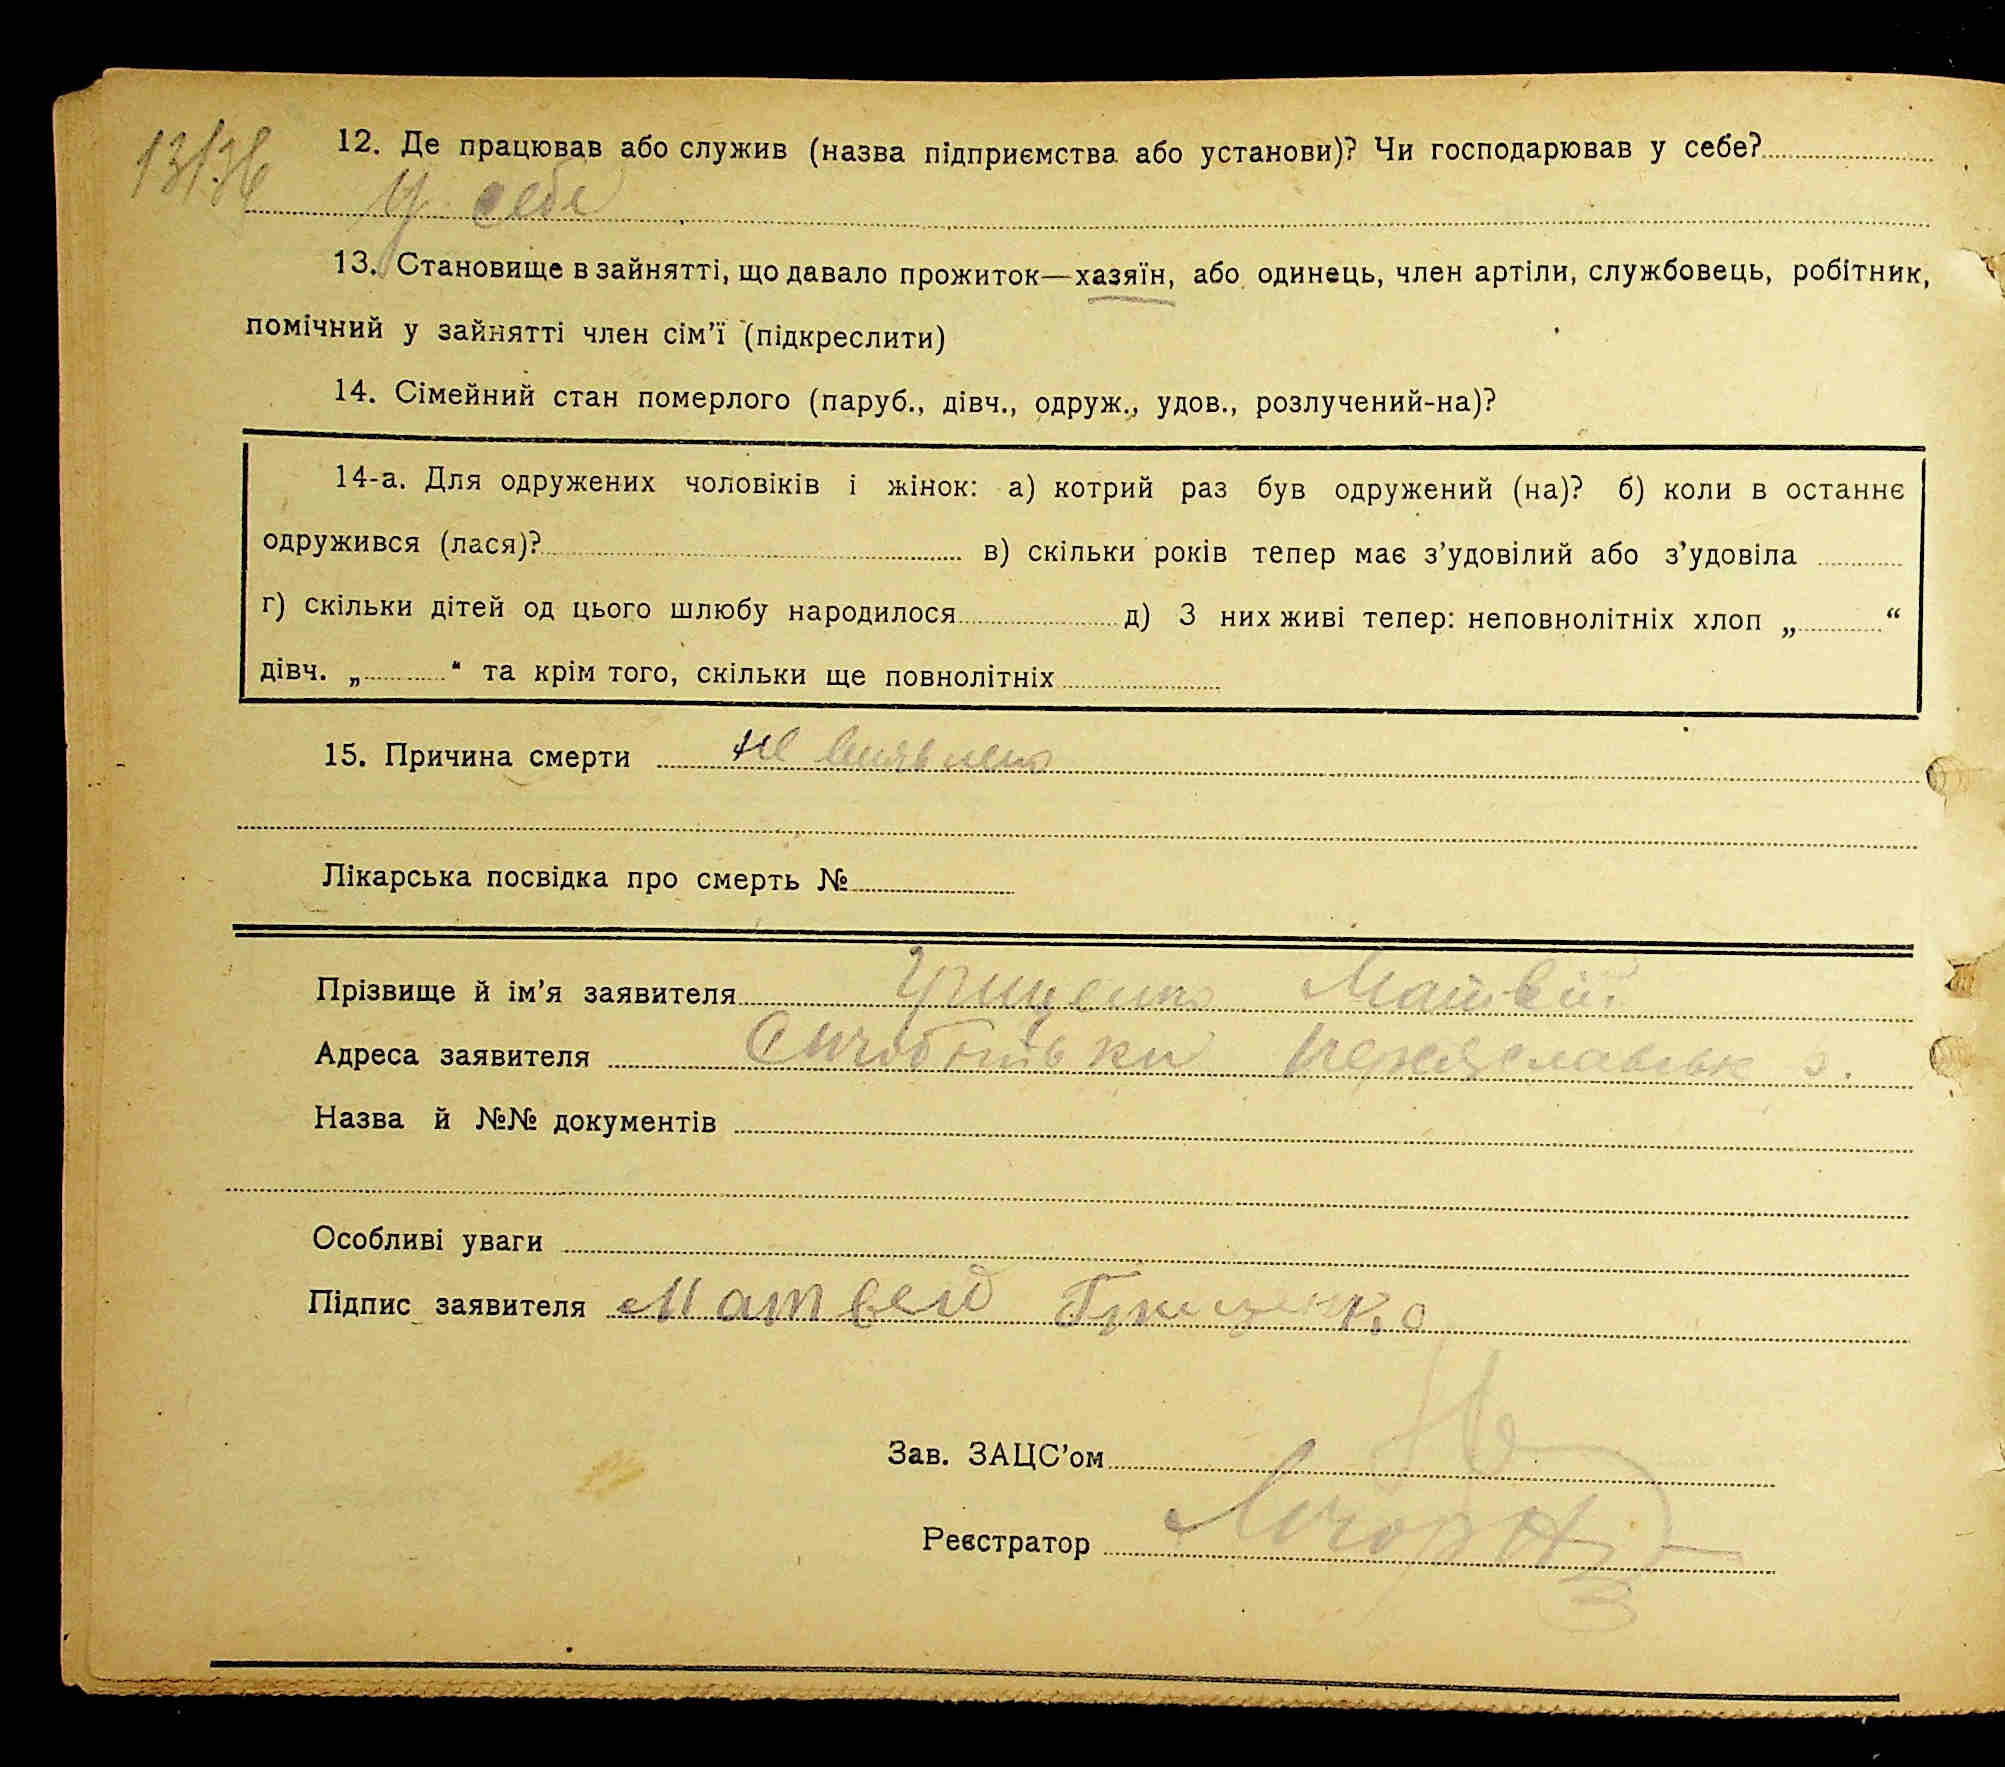 13/36
12. Де працював або служив (назва підприємства або установи)? Чи господарював у себе?
У себе
13. Становище в зайнятті, що давало прожиток—хазяїн, або одинець, член артіли, службовець, робітник,
помічний у зайнятті член сім’ї (підкреслити)
14. Сімейний стан померлого (паруб., дівч., одруж., удов., розлучений-на)?
14-а. Для одружених чоловіків і жінок: а) котрий раз був одружений (на)? б) коли в останнє
одружився (лася)? в) скільки років тепер має з’удовілий або з’удовіла
г) скільки дітей од цього шлюбу народилося д) З них живі тепер: неповнолітніх хлоп „ “
дівч. „ “ та крім того, скільки ще повнолітніх
15. Причина смерти не виявлено
Лікарська посвідка про смерть №
Прізвище й ім’я заявителя Грищенко Матвій
Адреса заявителя
Назва й №№ документів
Особливі уваги
Підпис заявителя Матвей Грищенко
Зав. ЗАЦС’ом
Реєстратор